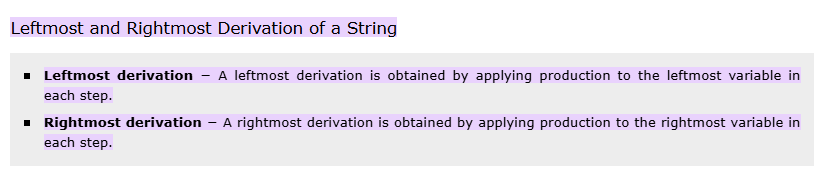 Leftmost and Rightmost Derivation of a String
▪ Leftmost derivation − A leftmost derivation is obtained by applying production to the leftmost variable in
each step.
▪ Rightmost derivation − A rightmost derivation is obtained by applying production to the rightmost variable in
each step.